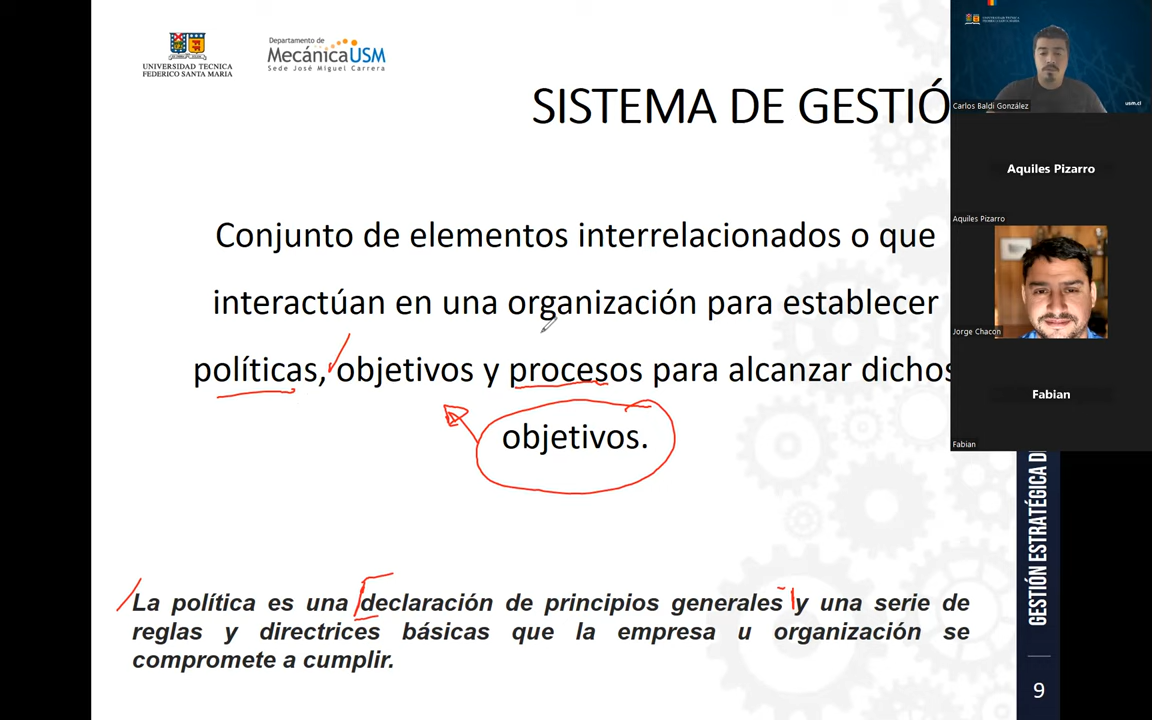 UNIVERSIDAD TECNICA
FEDERICO SANTA MARIA
Departamento de
MecánicaUSM
Sede José Miguel Carrera
SISTEMA DE GESTIÓ
Conjunto de elementos interrelacionados o que
interactúan en una organización para establecer
políticas, objetivos y procesos para alcanzar dichos
objetivos.
La política es una declaración de principios generales y una serie de
reglas y directrices básicas que la empresa u organización se
compromete a cumplir.
GESTIÓN ESTRATÉGICA
9
usm.cl
Carlos Baldi González
Aquiles Pizarro
Aquiles Pizarro
Jorge Chacon
Fabian
Fabian